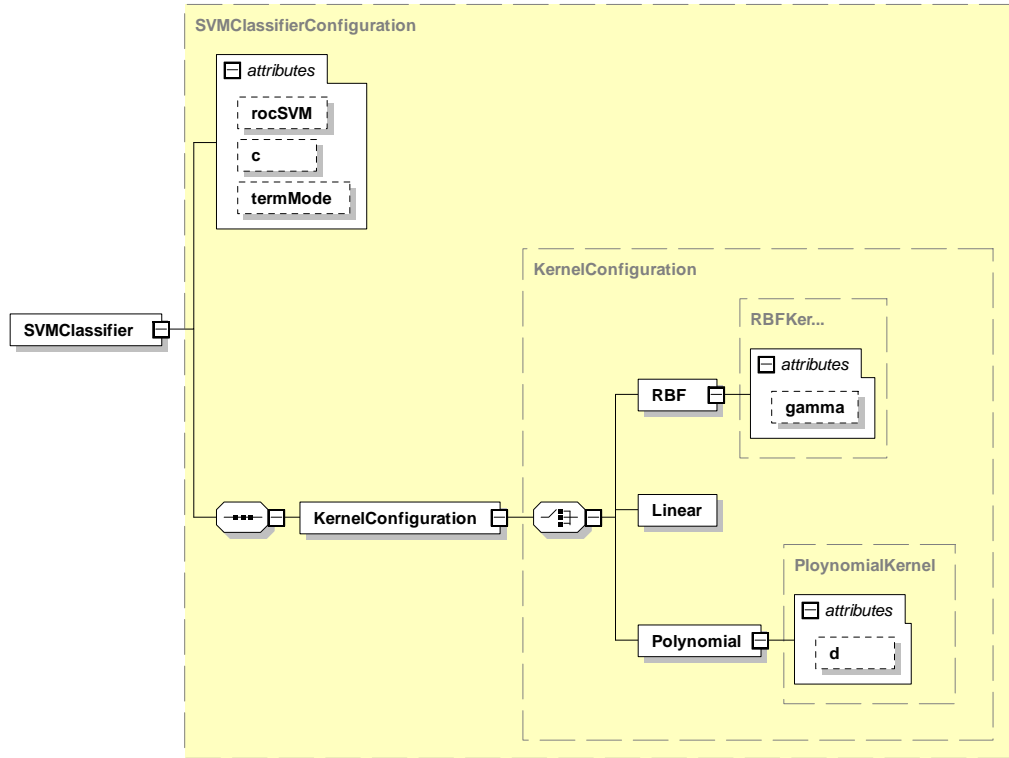 SVMClassifierConfiguration
attributes
rocSVM
c
termMode
KernelConfiguration
RBFKer...
SVMClassifier
attributes
RBF
gamma
Linear
KernelConfiguration
PloynomialKernel
attributes
Polynomial
d